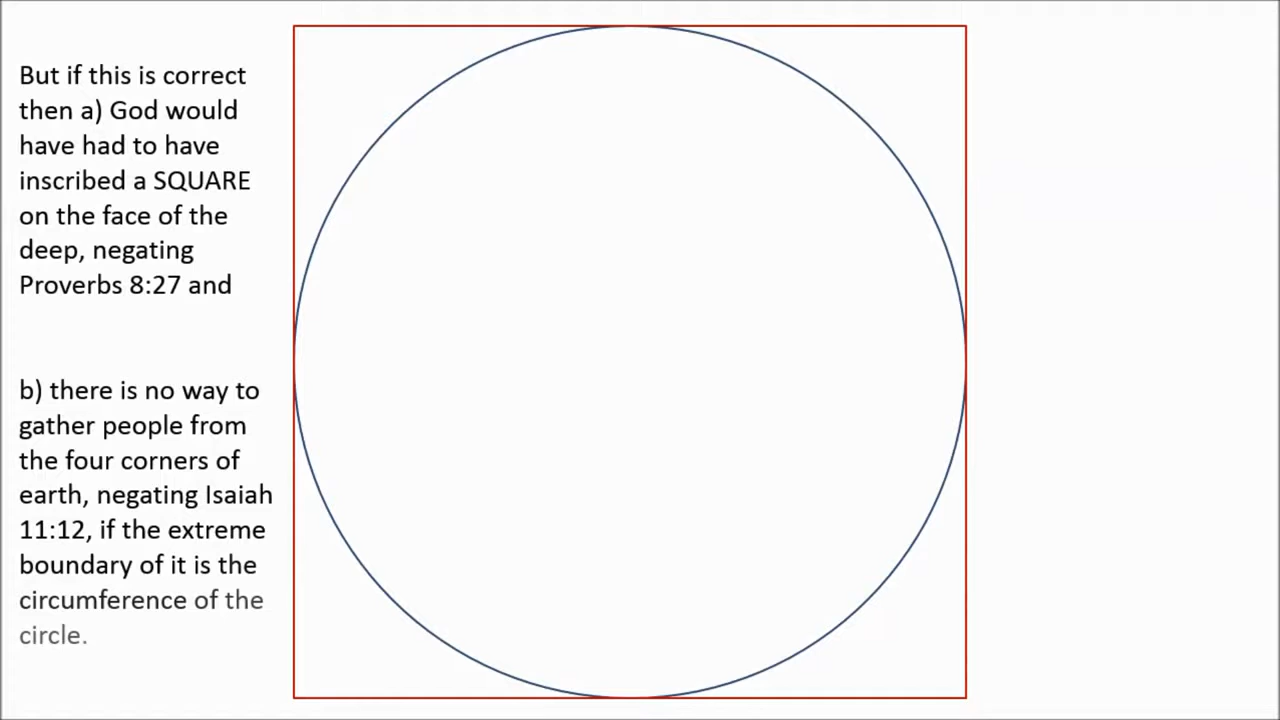 But if this is correct
then a) God would
have had to have
inscribed a SQUARE
on the face of the
deep, negating
Proverbs 8:27 and
b) there is no way to
gather people from
the four corners of
earth, negating Isaiah
11:12, if the extreme
boundary of it is the
circumference of the
circle.